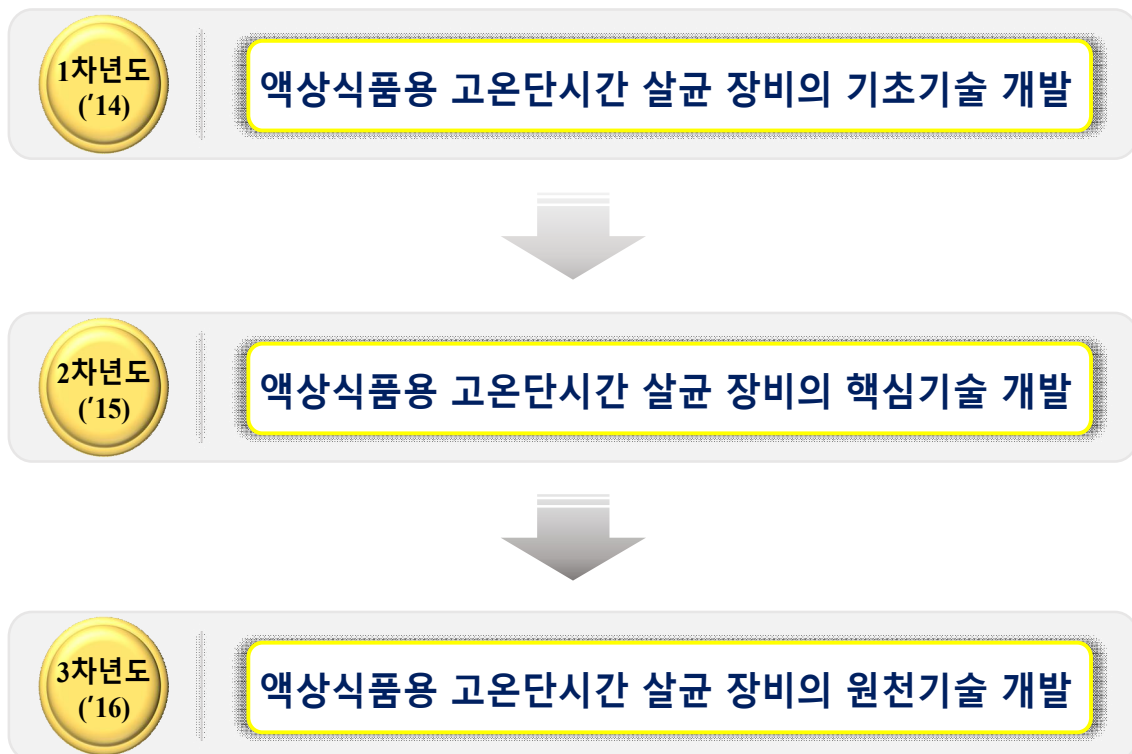 1차년도
(′14)
액상식품용 고온단시간 살균 장비의 기초기술 개발
2차년도
(′15)
액상식품용 고온단시간 살균 장비의 핵심기술 개발
3차년도
(′16)
액상식품용 고온단시간 살균 장비의 원천기술 개발